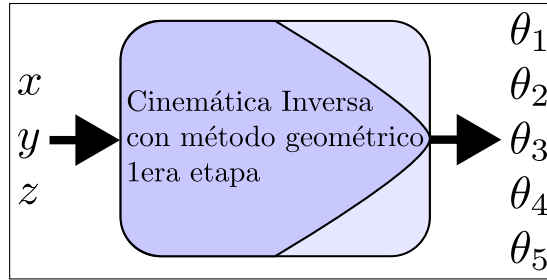 x
y
z
Cinemática Inversa
con método geométrico
1era etapa
θ₁
θ₂
θ₃
θ₄
θ₅